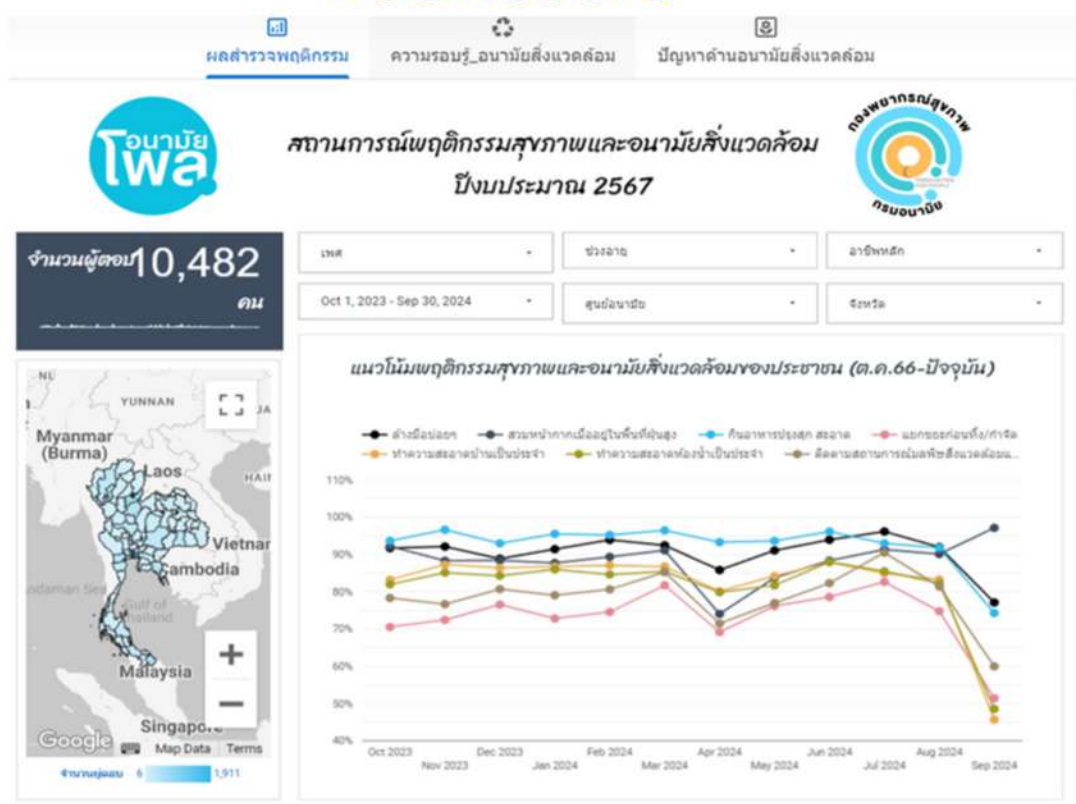 ผลสำรวจพฤติกรรม
ความรอบรู้_อนามัยสิ่งแวดล้อม
ปัญหาด้านอนามัยสิ่งแวดล้อม
อนามัย
โพล
สถานการณ์พฤติกรรมสุขภาพและอนามัยสิ่งแวดล้อม
ปีงบประมาณ 2567
กองพยากรณ์สุขภาพ
กรมอนามัย
จำนวนผู้ตอบ 10,482
คน
เพศ
ช่วงอายุ
อาชีพหลัก
Oct 1, 2023 - Sep 30, 2024
ศูนย์อนามัย
จังหวัด
แนวโน้มพฤติกรรมสุขภาพและอนามัยสิ่งแวดล้อมของประชาชน (ต.ค.66-ปัจจุบัน)
ล้างมือบ่อยๆ
สวมหน้ากากเมื่ออยู่ในพื้นที่ฝุ่นสูง
กินอาหารปรุงสุก สะอาด
แยกขยะก่อนทิ้ง/กำจัด
ทำความสะอาดบ้านเป็นประจำ
ทำความสะอาดห้องน้ำเป็นประจำ
ติดตามสถานการณ์มลพิษสิ่งแวดล้อมแ...
110%
100%
90%
80%
70%
60%
50%
40%
Oct 2023
Nov 2023
Dec 2023
Jan 2024
Feb 2024
Mar 2024
Apr 2024
May 2024
Jun 2024
Jul 2024
Aug 2024
Sep 2024
YUNNAN
Myanmar
(Burma)
Laos
HAI
Vietnar
Cambodia
ndaman Sea
Gulf of
Thailand
Malaysia
Singapore
Google
Map Data
Terms
จำนวนผู้ตอบ 6 1,911